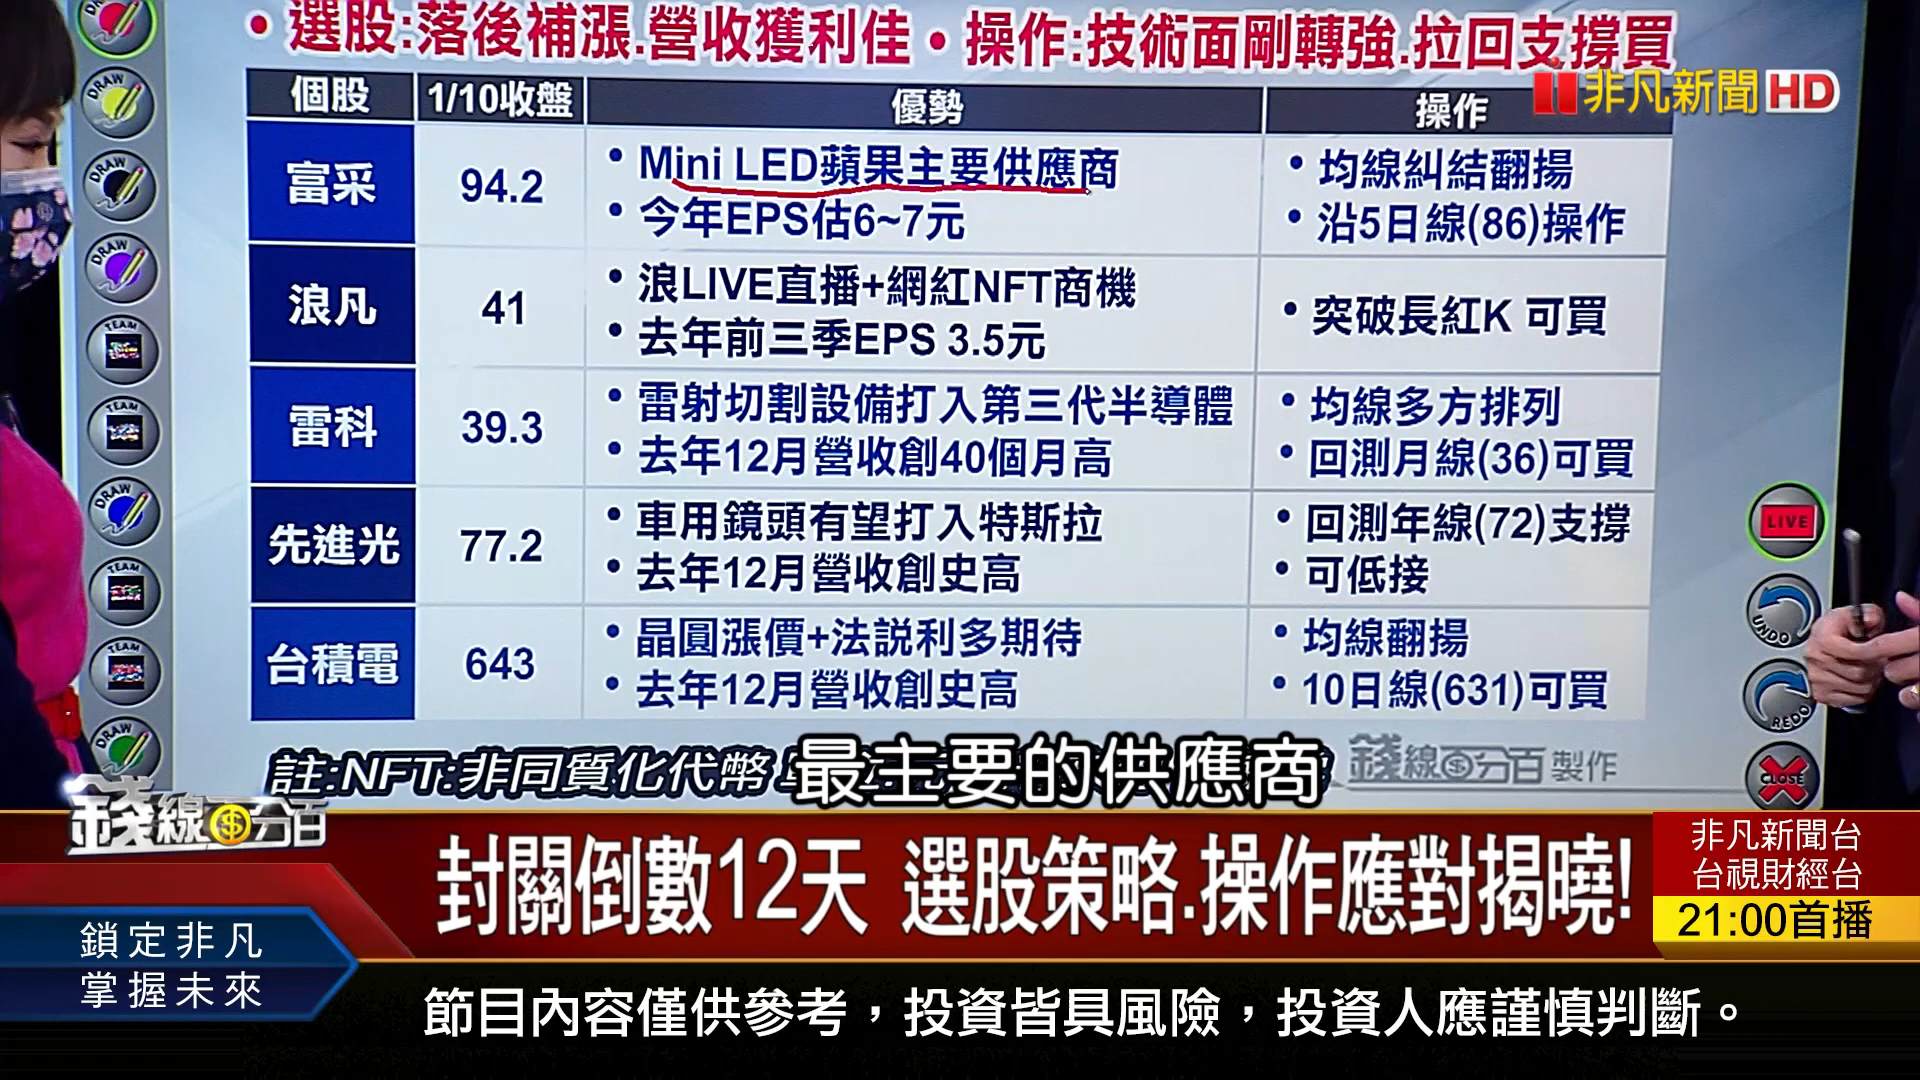 •選股:落後補漲.營收獲利佳•操作:技術面剛轉強.拉回支撐買
非凡新聞HD
個股 1/10收盤 優勢 操作
富采 94.2
•Mini LED蘋果主要供應商
•今年EPS估6~7元
•均線糾結翻揚
•沿5日線(86)操作
浪凡 41
•浪LIVE直播+網紅NFT商機
•去年前三季EPS 3.5元
•突破長紅K 可買
雷科 39.3
•雷射切割設備打入第三代半導體
•去年12月營收創40個月高
•均線多方排列
•回測月線(36)可買
先進光 77.2
•車用鏡頭有望打入特斯拉
•去年12月營收創史高
•回測年線(72)支撐
•可低接
台積電 643
•晶圓漲價+法說利多期待
•去年12月營收創史高
•均線翻揚
•10日線(631)可買
DRAW
DRAW
DRAW
TEAM
TEAM
DRAW
TEAM
TEAM
DRAW
LIVE
UNDO
REDO
CLOSE
註:NFT:非同質化代幣
錢線百分百製作
最主要的供應商
錢線百分百
封關倒數12天 選股策略.操作應對揭曉!
非凡新聞台
台視財經台
21:00首播
鎖定非凡
掌握未來
節目內容僅供參考，投資皆具風險，投資人應謹慎判斷。